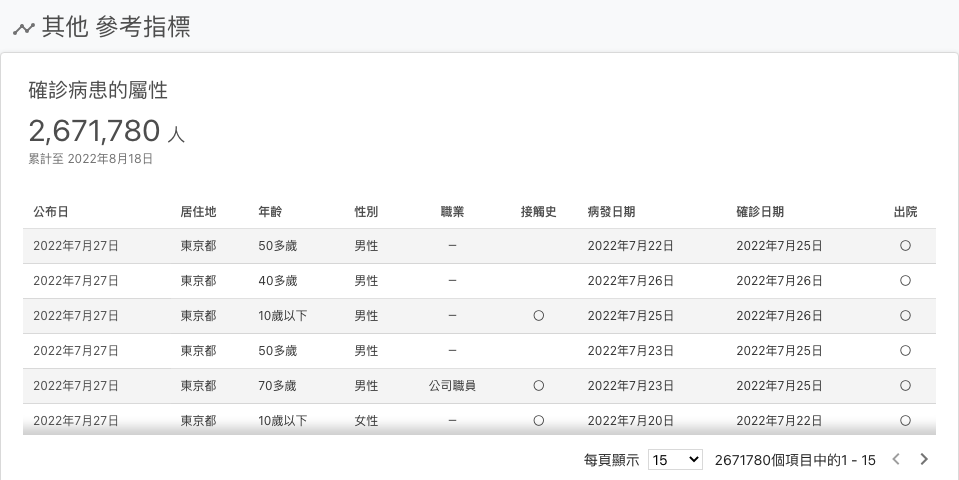 其他 參考指標
確診病患的屬性
2,671,780 人
累計至 2022年8月18日
公布日 居住地 年齡 性別 職業 接觸史 病發日期 確診日期 出院
2022年7月27日 東京都 50多歲 男性 − 2022年7月22日 2022年7月25日 〇
2022年7月27日 東京都 40多歲 男性 − 2022年7月26日 2022年7月26日 〇
2022年7月27日 東京都 10歲以下 男性 − 〇 2022年7月25日 2022年7月26日 〇
2022年7月27日 東京都 50多歲 男性 − 2022年7月23日 2022年7月25日 〇
2022年7月27日 東京都 70多歲 男性 公司職員 〇 2022年7月23日 2022年7月25日 〇
2022年7月27日 東京都 10歲以下 女性 − 〇 2022年7月20日 2022年7月22日 〇
每頁顯示 15 2671780個項目中的1 - 15